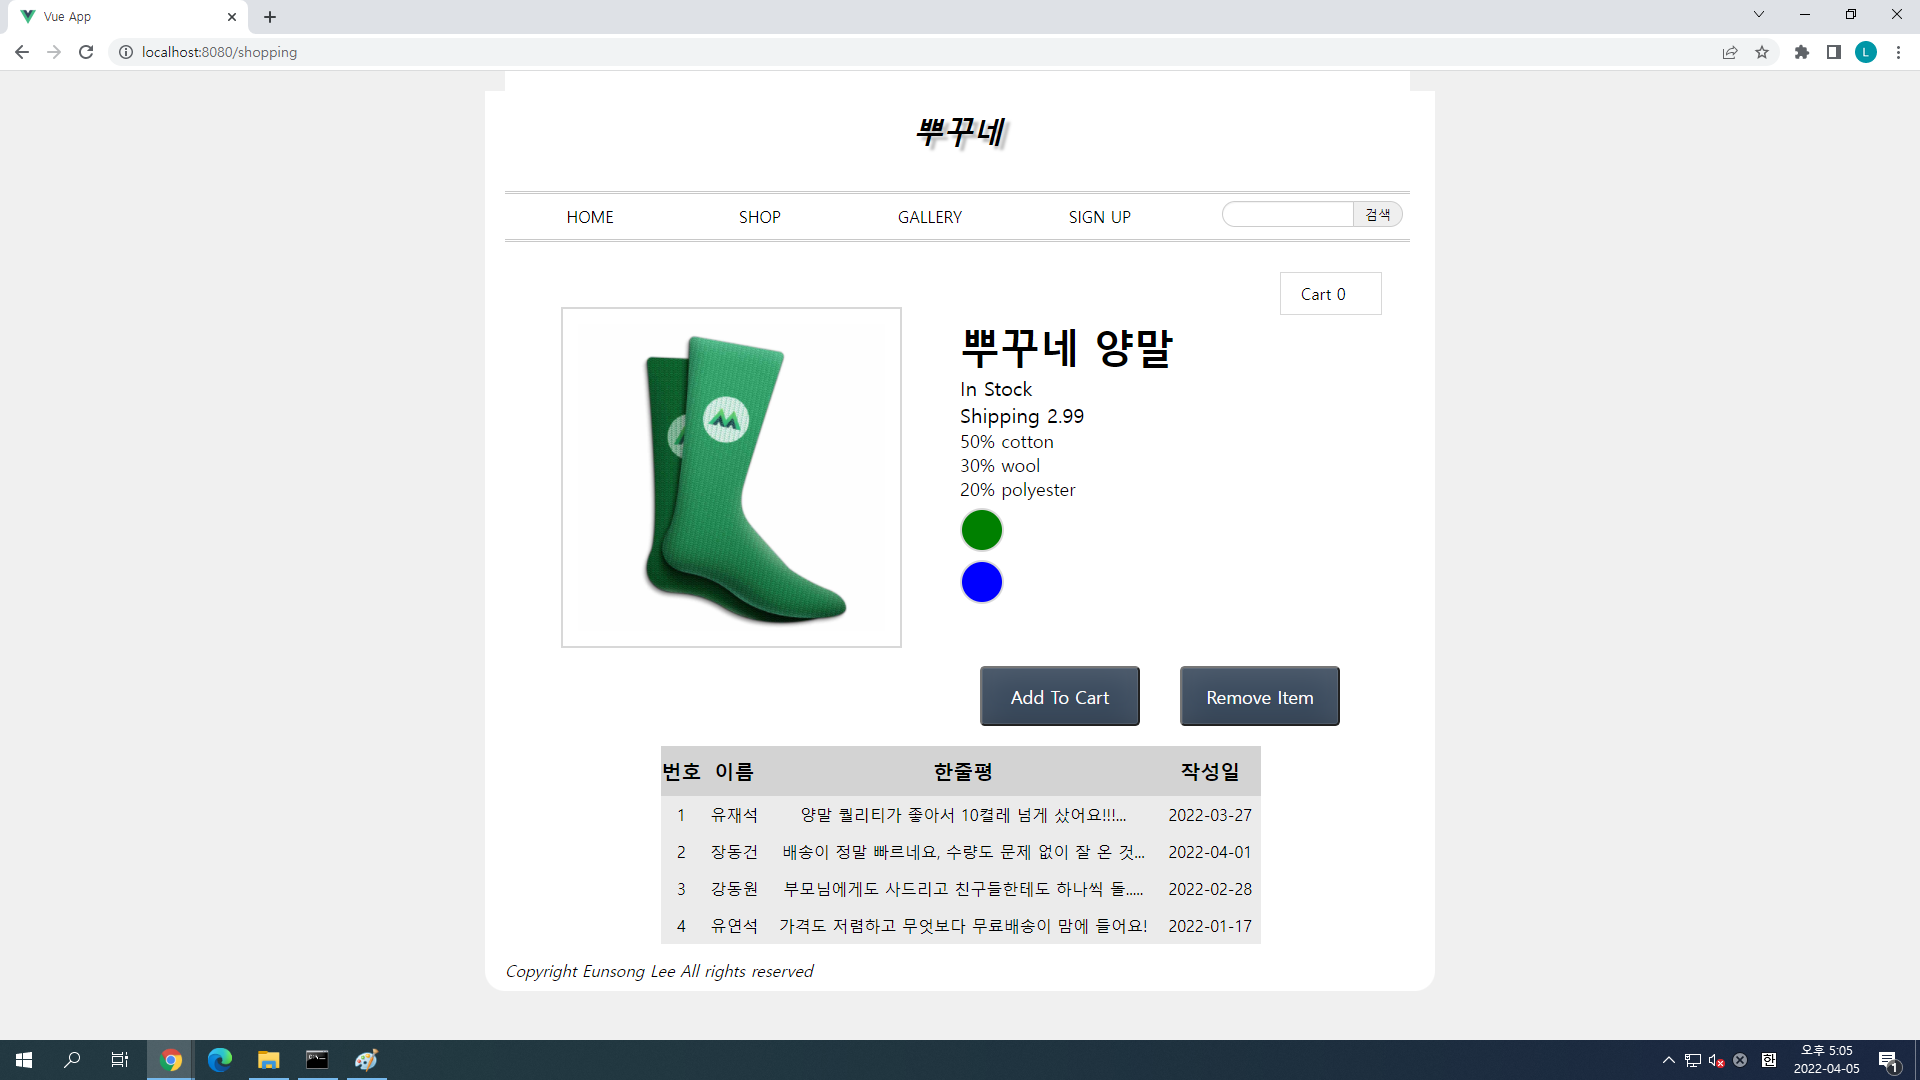 Vue App
localhost:8080/shopping
L
뿌꾸네
HOME SHOP GALLERY SIGN UP 검색
Cart 0
뿌꾸네 양말
In Stock
Shipping 2.99
50% cotton
30% wool
20% polyester
Add To Cart Remove Item
번호 이름 한줄평 작성일
1 유재석 양말 퀄리티가 좋아서 10켤레 넘게 샀어요!!!... 2022-03-27
2 장동건 배송이 정말 빠르네요, 수량도 문제 없이 잘 온 것... 2022-04-01
3 강동원 부모님에게도 사드리고 친구들한테도 하나씩 돌..... 2022-02-28
4 유연석 가격도 저렴하고 무엇보다 무료배송이 맘에 들어요! 2022-01-17
Copyright Eunsong Lee All rights reserved
한 오후 5:05
2022-04-05
1